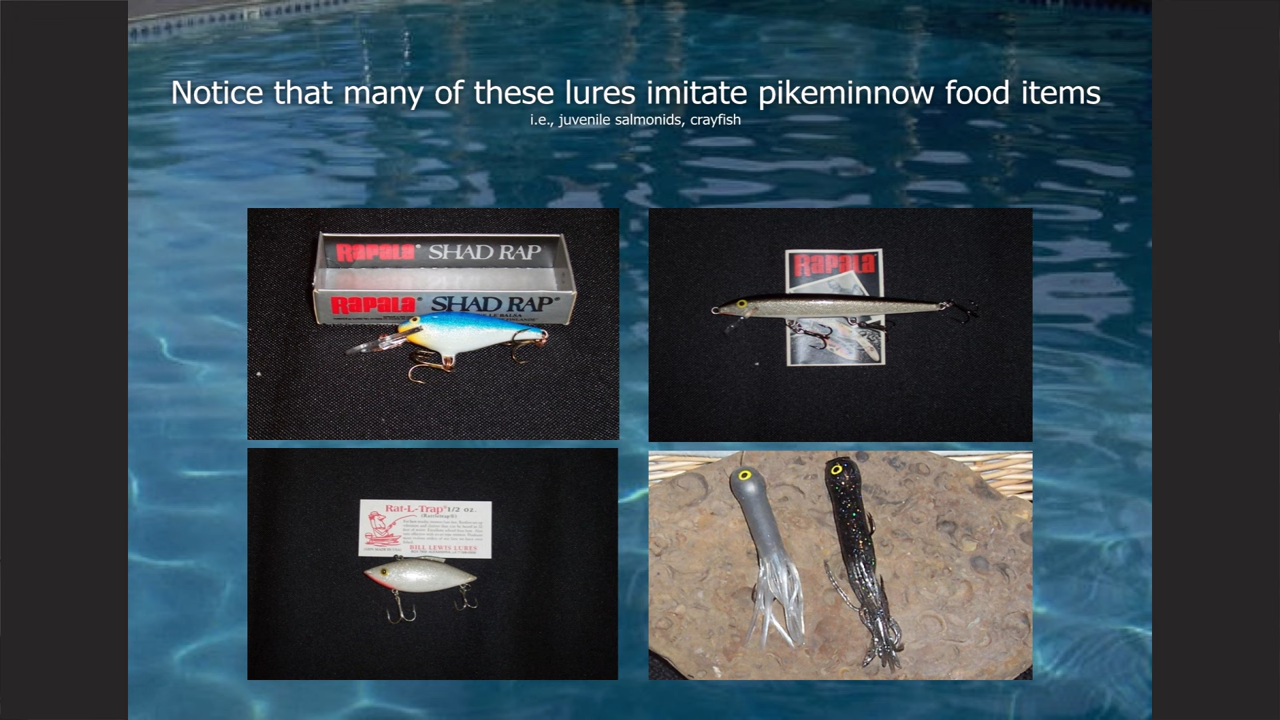 Notice that many of these lures imitate pikeminnow food items
i.e., juvenile salmonids, crayfish
Rapala® SHAD RAP
Rapala® SHAD RAP®
Rapala
Rat-L-Trap® 1/2 oz.
BILL LEWIS LURES